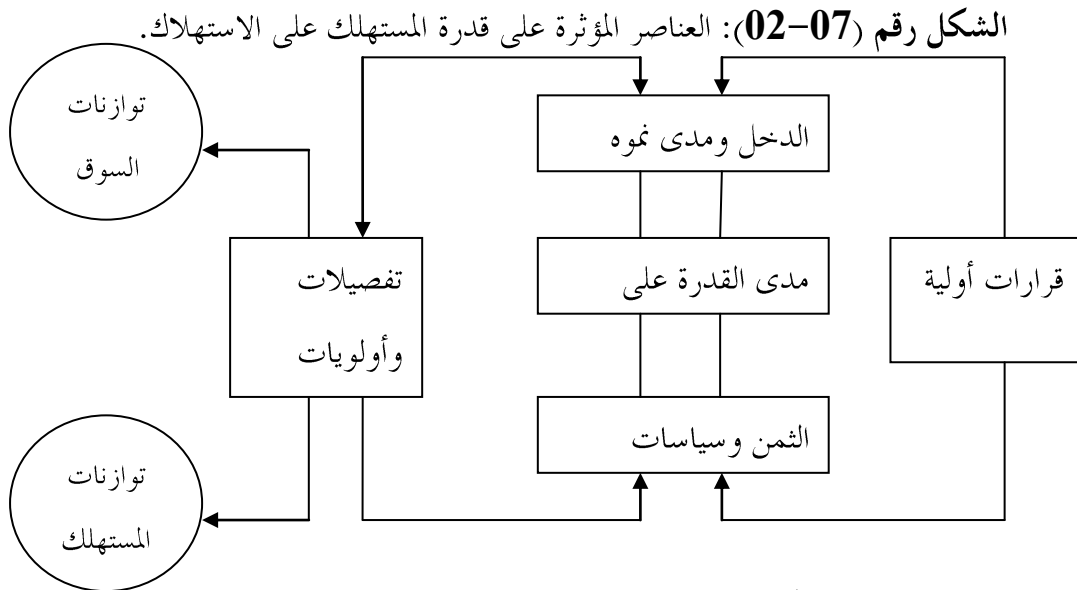 الشكل رقم (07-02): العناصر المؤثرة على قدرة المستهلك على الاستهلاك.
توازنات
السوق
الدخل ومدى نموه
قرارات أولية
مدى القدرة على
تفصيلات
وأولويات
الثمن وسياسات
توازنات
المستهلك